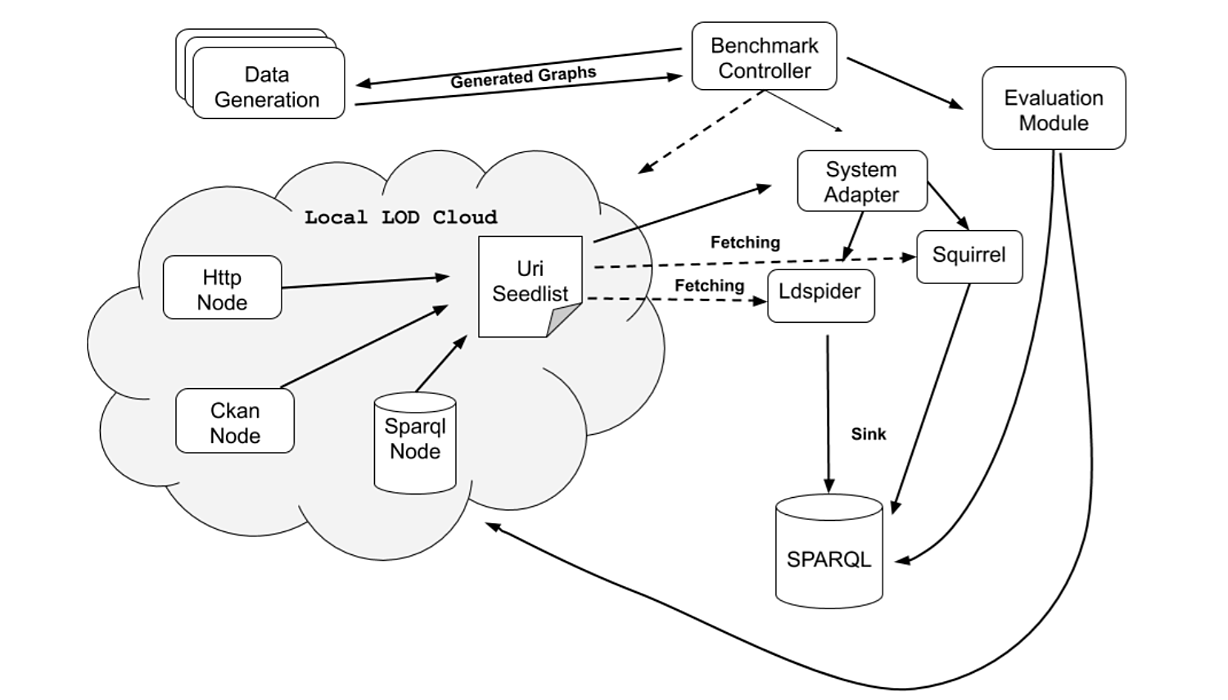 Data
Generation
Generated Graphs
Benchmark
Controller
Evaluation
Module
System
Adapter
Local LOD Cloud
Uri
Seedlist
Http
Node
Ckan
Node
Sparql
Node
Fetching
Fetching
Squirrel
Ldspider
Sink
SPARQL